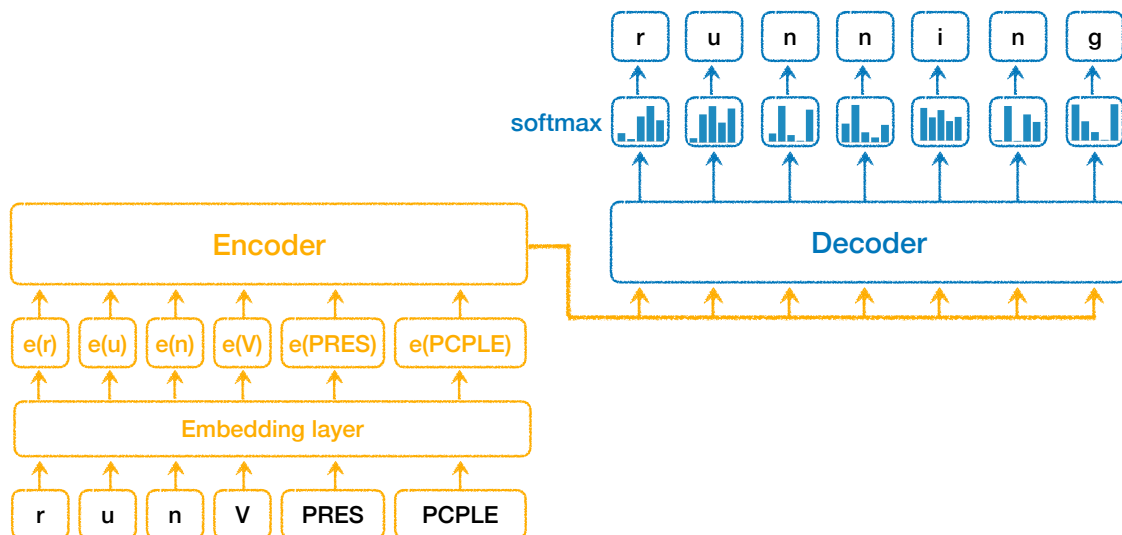 r u n n i n g
softmax
Encoder
Decoder
e(r) e(u) e(n) e(V) e(PRES) e(PCPLE)
Embedding layer
r u n V PRES PCPLE